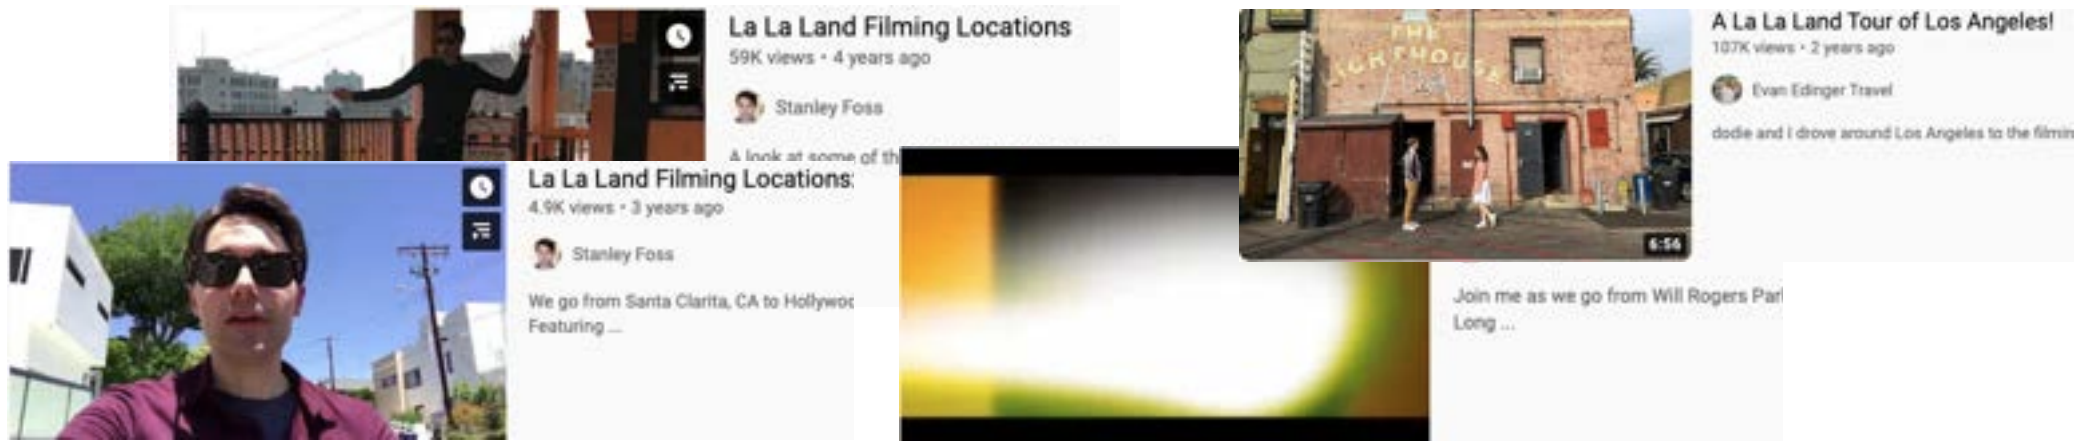 La La Land Filming Locations
59K views • 4 years ago
Stanley Foss
A look at some of th
La La Land Filming Locations:
4.9K views • 3 years ago
Stanley Foss
We go from Santa Clarita, CA to Hollywoo
Featuring ...
A La La Land Tour of Los Angeles!
107K views • 2 years ago
Evan Edinger Travel
dodie and i drove around Los Angeles to the filmin
THE
LIGHTHOUSE
6:56
Join me as we go from Will Rogers Par
Long ...